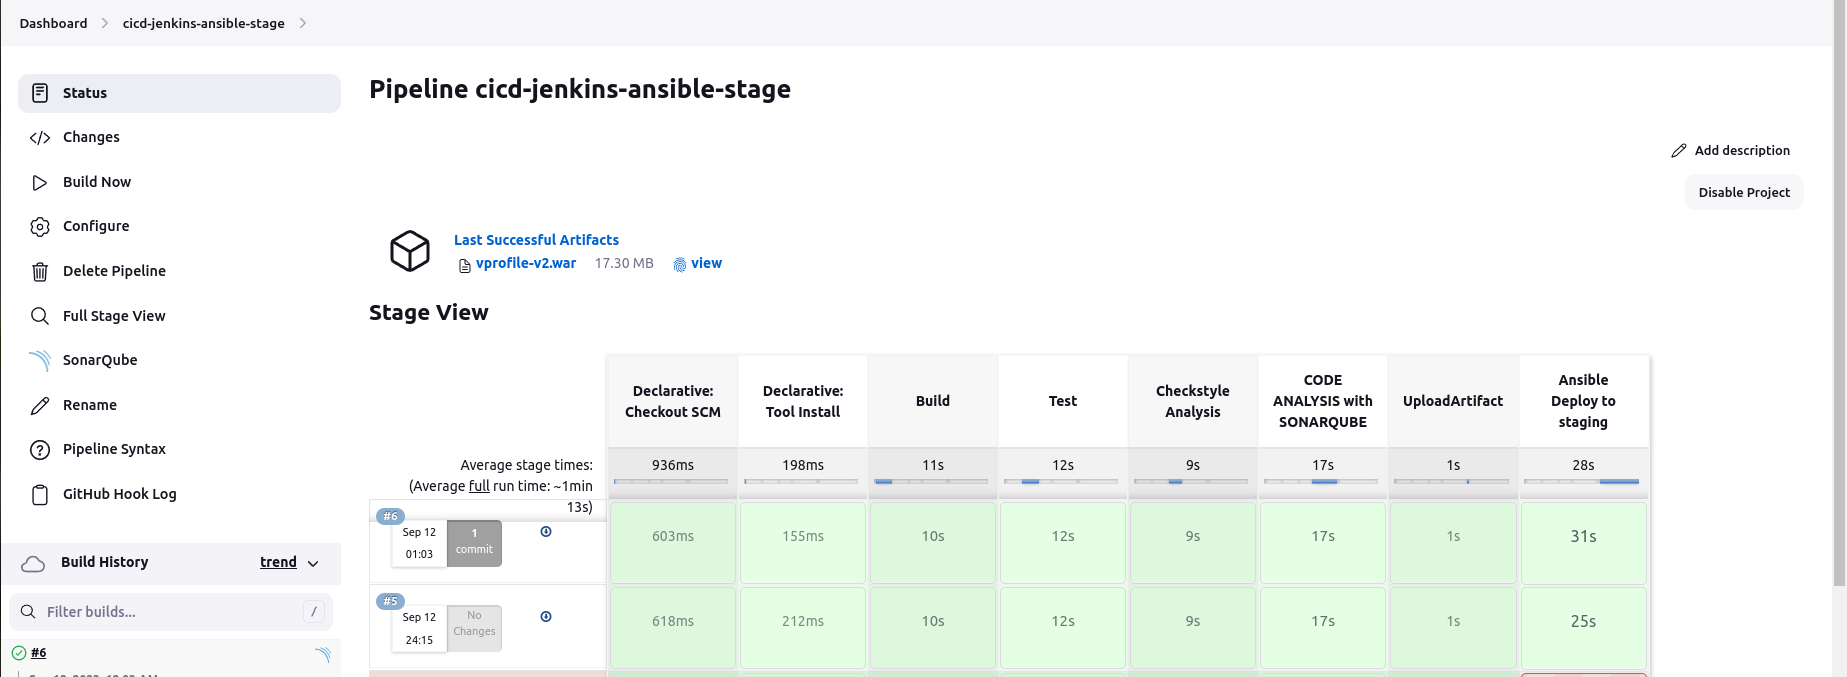 Dashboard > cicd-jenkins-ansible-stage >
Status
Changes
Build Now
Configure
Delete Pipeline
Full Stage View
SonarQube
Rename
Pipeline Syntax
GitHub Hook Log
Build History trend
Filter builds... /
#6
Pipeline cicd-jenkins-ansible-stage
Add description
Disable Project
Last Successful Artifacts
vprofile-v2.war 17.30 MB view
Stage View
Declarative: Checkout SCM
Declarative: Tool Install
Build
Test
Checkstyle Analysis
CODE ANALYSIS with SONARQUBE
UploadArtifact
Ansible Deploy to staging
Average stage times: 936ms 198ms 11s 12s 9s 17s 1s 28s
(Average full run time: ~1min
13s)
#6
Sep 12 1
01:03 commit
603ms 155ms 10s 12s 9s 17s 1s 31s
#5
Sep 12 No
24:15 Changes
618ms 212ms 10s 12s 9s 17s 1s 25s